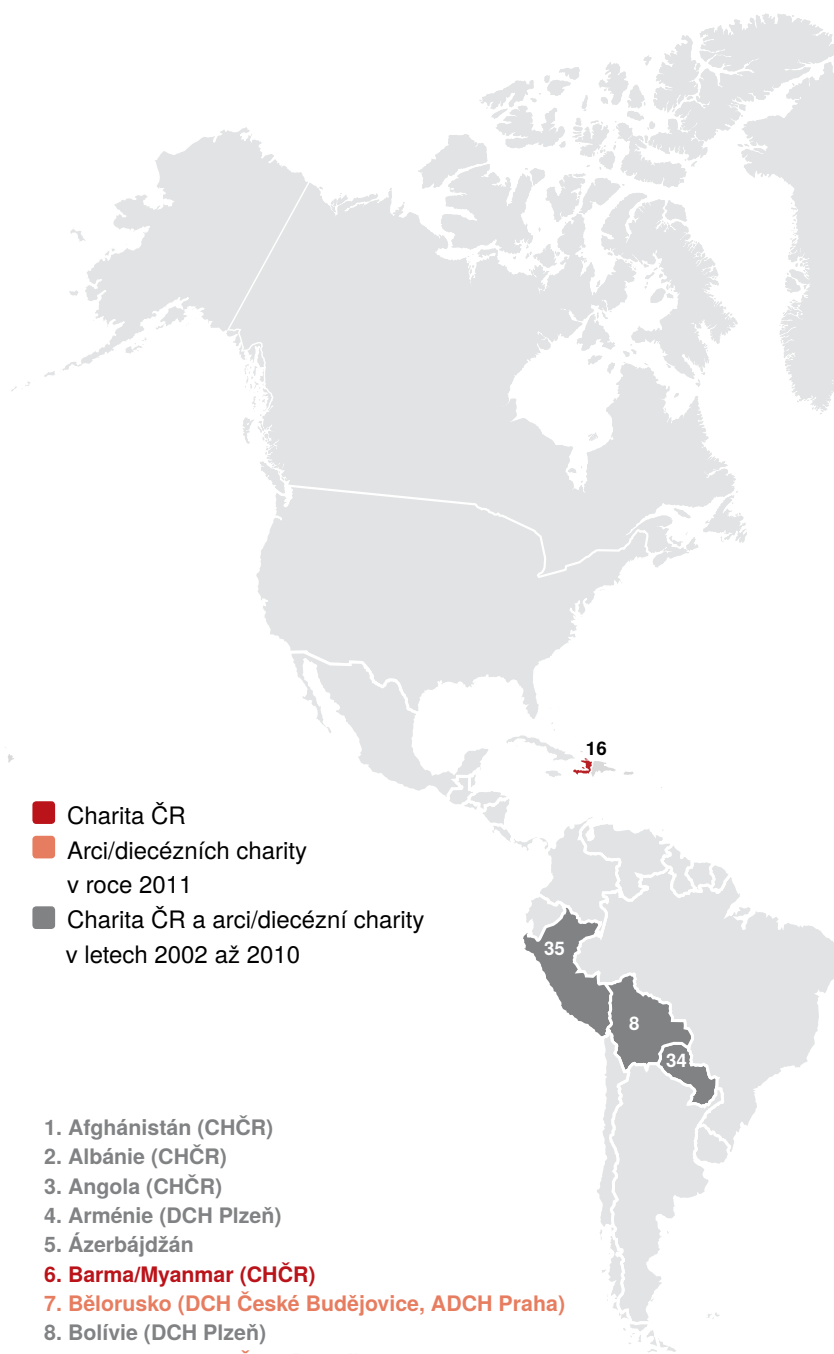 16
Charita ČR
Arci/diecézních charity
v roce 2011
Charita ČR a arci/diecézní charity
v letech 2002 až 2010
35
8
34
1. Afghánistán (CHČR)
2. Albánie (CHČR)
3. Angola (CHČR)
4. Arménie (DCH Plzeň)
5. Ázerbájdžán
6. Barma/Myanmar (CHČR)
7. Bělorusko (DCH České Budějovice, ADCH Praha)
8. Bolívie (DCH Plzeň)